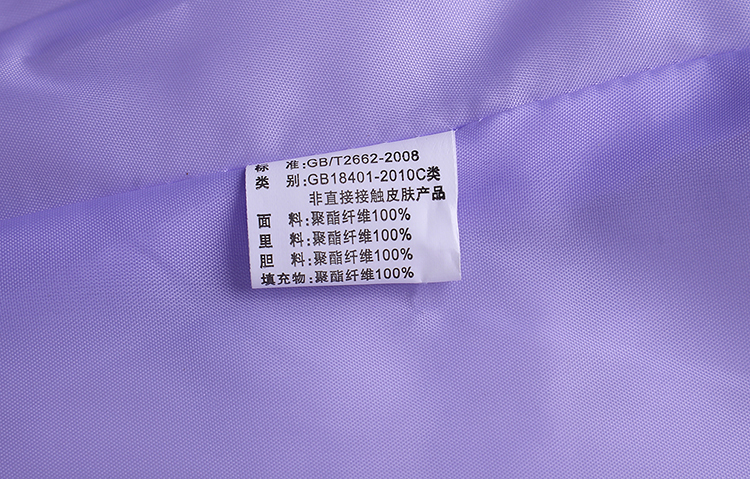 标 准:GB/T2662-2008
类 别:GB18401-2010C类
非直接接触皮肤产品
面 料:聚酯纤维100%
里 料:聚酯纤维100%
胆 料:聚酯纤维100%
填充物:聚酯纤维100%